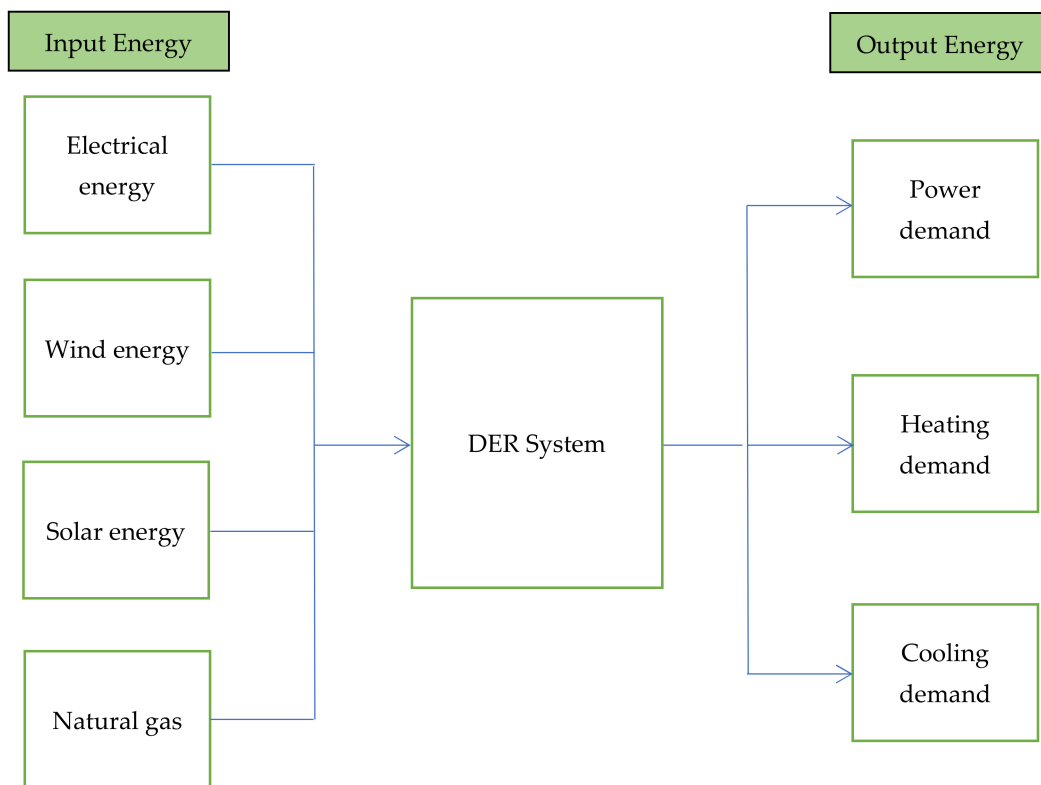 Input Energy
Output Energy
Electrical
energy
Wind energy
Solar energy
Natural gas
DER System
Power
demand
Heating
demand
Cooling
demand